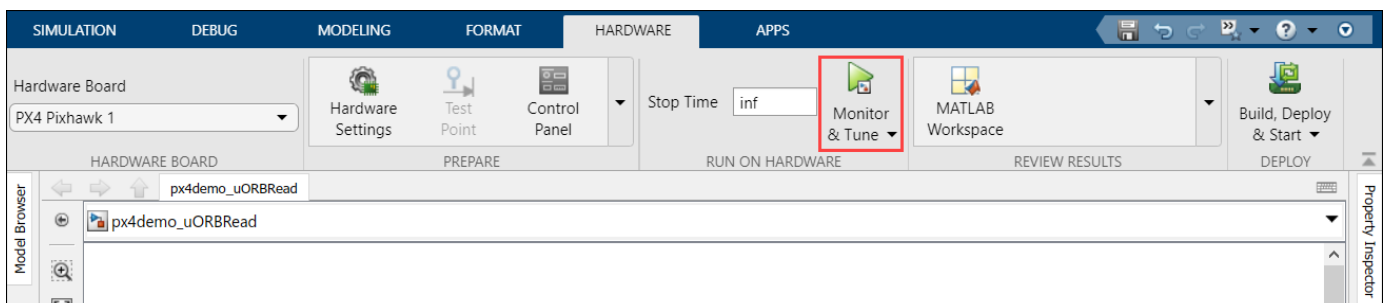 SIMULATION DEBUG MODELING FORMAT HARDWARE APPS
Hardware Board
PX4 Pixhawk 1
HARDWARE BOARD
Hardware
Settings
Test
Point
Control
Panel
PREPARE
Stop Time inf
Monitor
& Tune
RUN ON HARDWARE
MATLAB
Workspace
REVIEW RESULTS
Build, Deploy
& Start
DEPLOY
Model Browser
px4demo_uORBRead
px4demo_uORBRead
Property Inspector